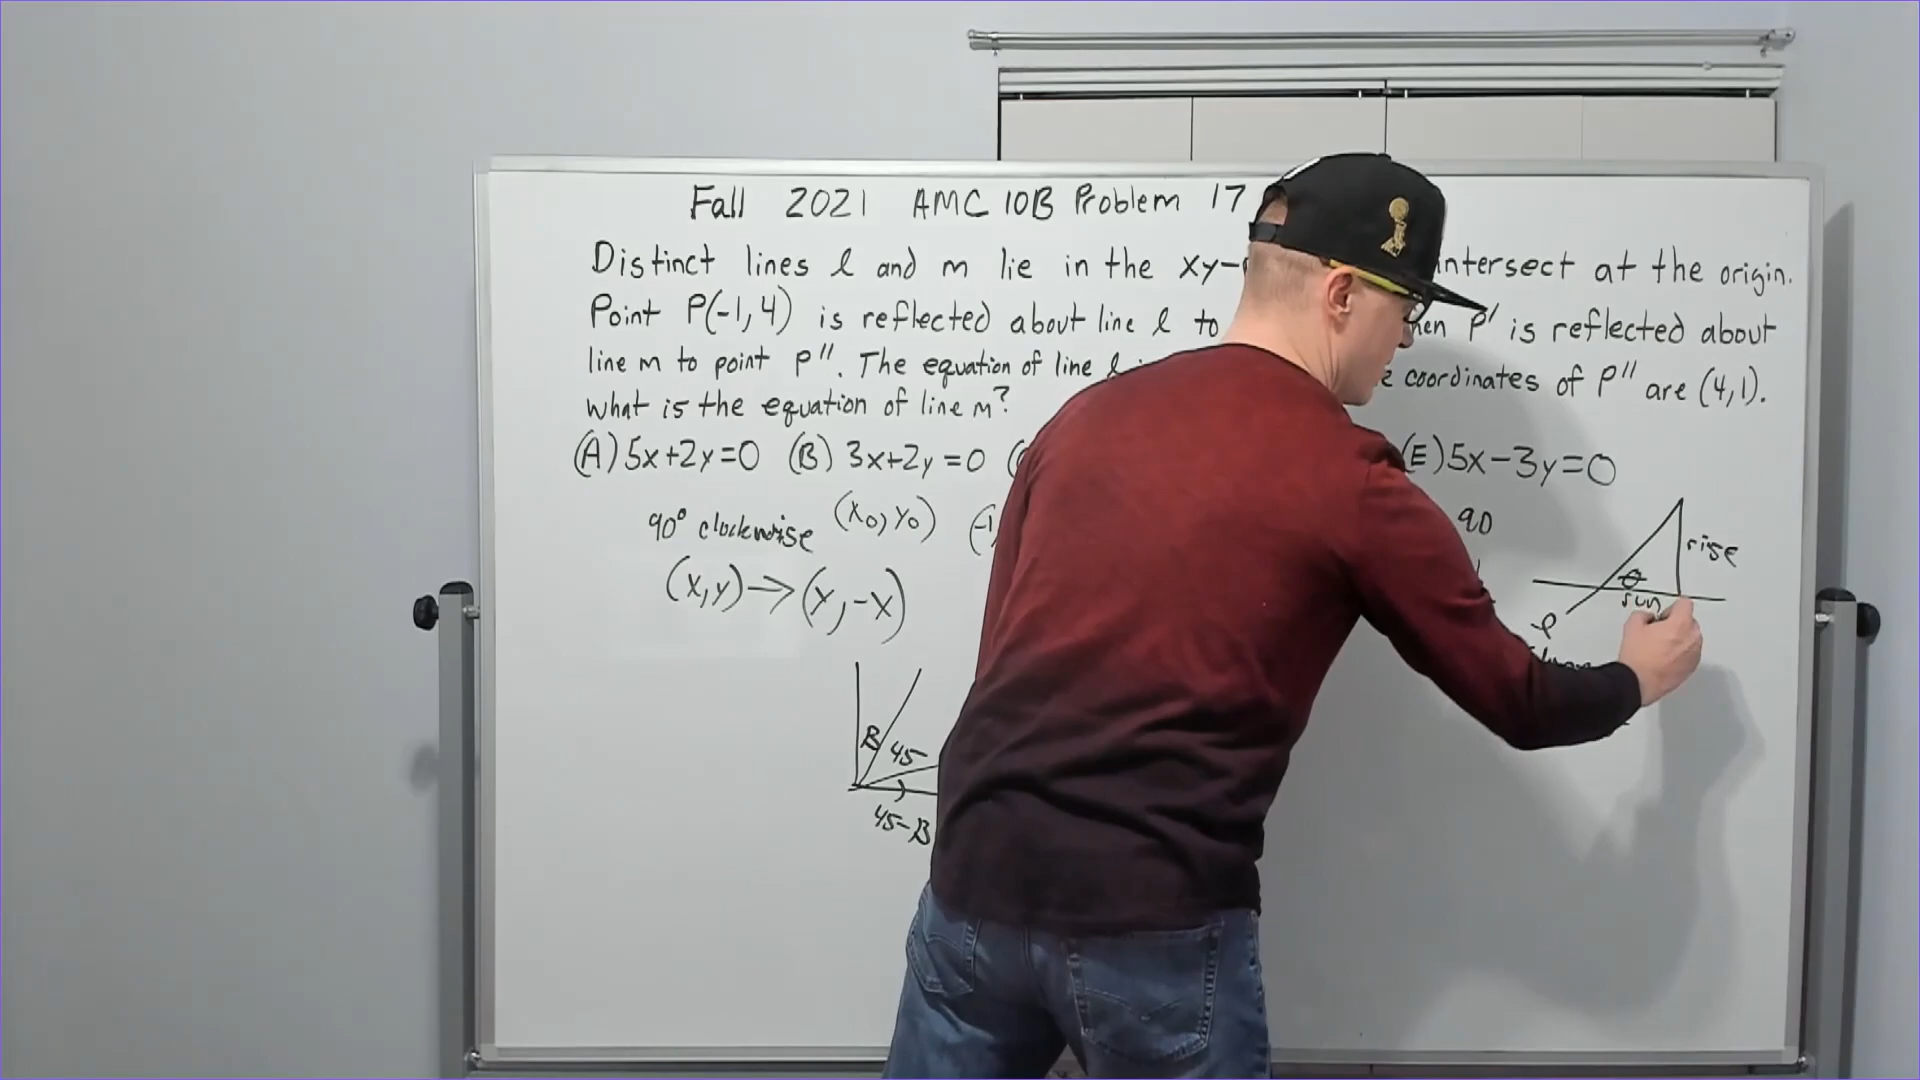 Fall 2021 AMC 10B Problem 17
Distinct lines l and m lie in the xy- intersect at the origin.
Point P(-1,4) is reflected about line l to P' is reflected about
line m to point P''. The equation of line l coordinates of P'' are (4,1).
what is the equation of line m?
(A) 5x+2y=0 (B) 3x+2y=0 (E) 5x-3y=0
90° clockwise (x0, y0) (-1 90
(x,y)→(y,-x)
rise
θ
run
l
B 45
45-B